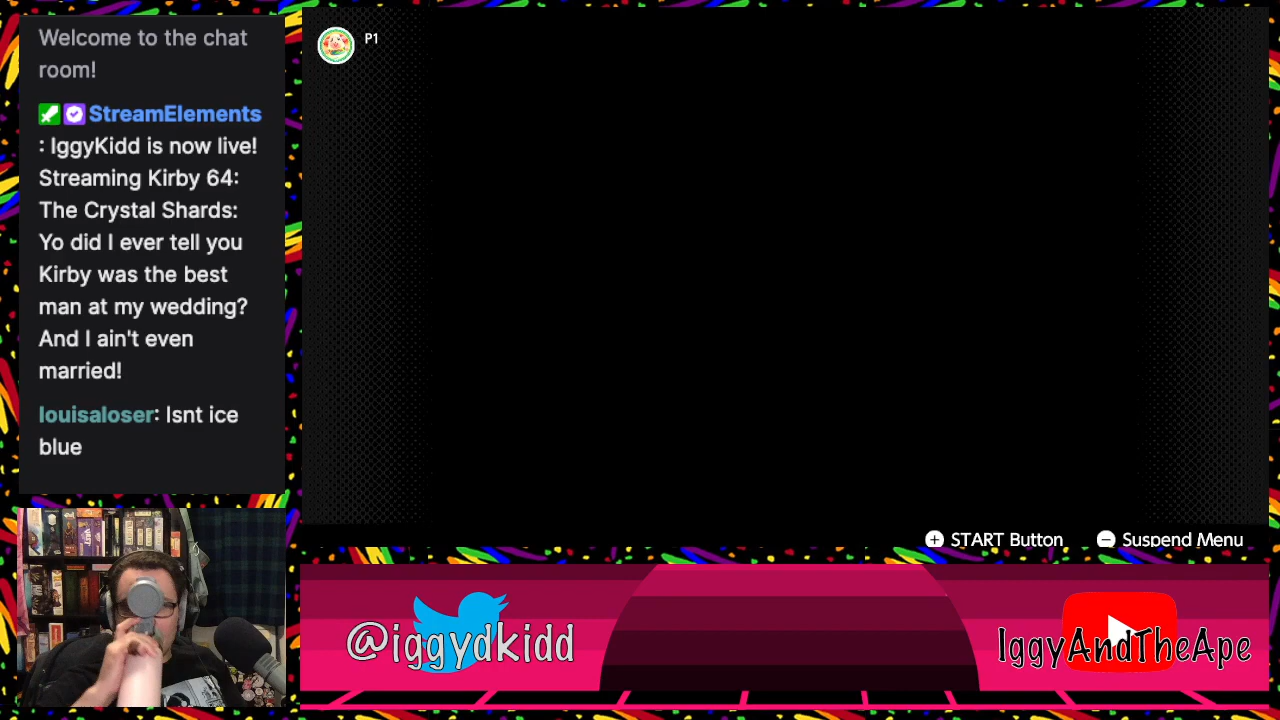 Welcome to the chat
room!
StreamElements
: IggyKidd is now live!
Streaming Kirby 64:
The Crystal Shards:
Yo did I ever tell you
Kirby was the best
man at my wedding?
And I ain't even
married!
louisaloser: Isnt ice
blue
P1
START Button
Suspend Menu
@iggydkidd
IggyAndTheApe